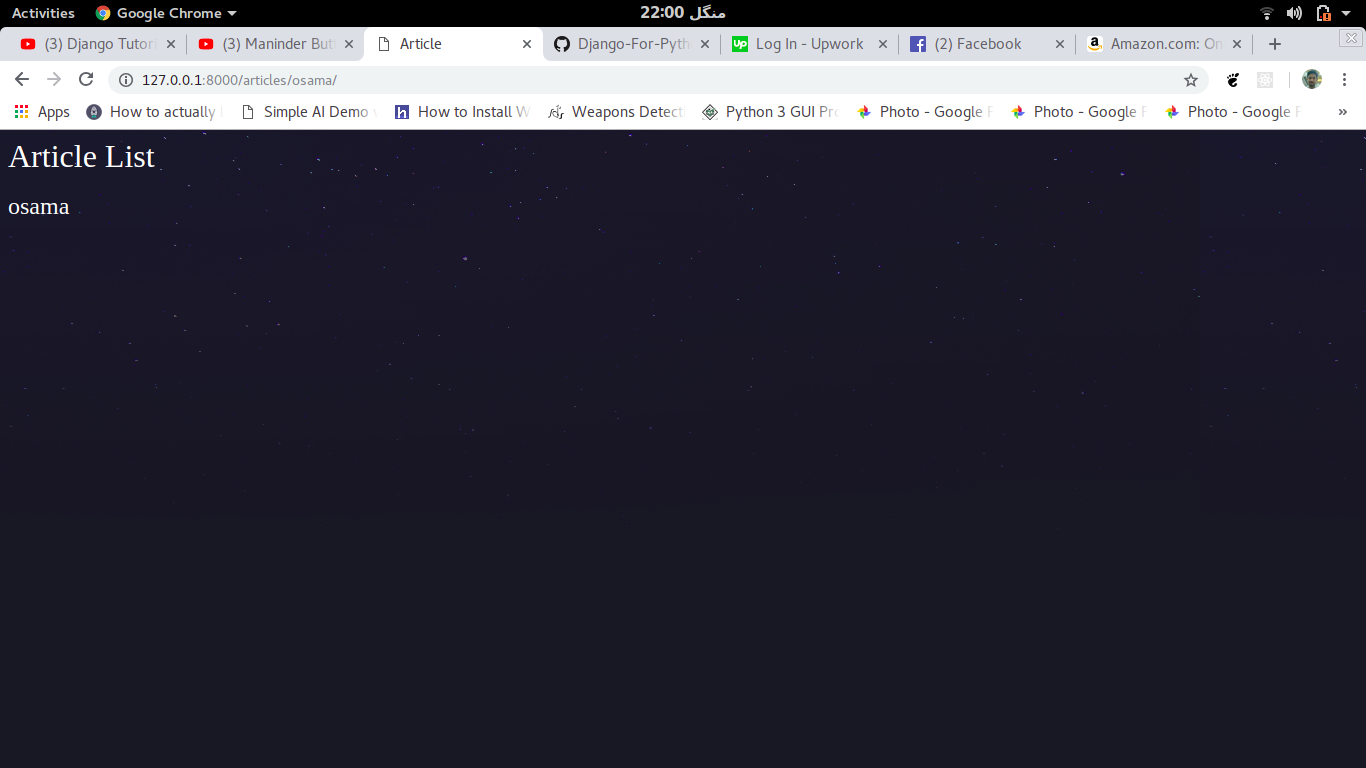 Activities Google Chrome منگل 22:00
(3) Django Tutori (3) Maninder But Article Django-For-Pyth Log In - Upwork (2) Facebook Amazon.com: On
127.0.0.1:8000/articles/osama/
Apps How to actually Simple AI Demo How to Install W Weapons Detect Python 3 GUI Pr Photo - Google Photo - Google Photo - Google »
Article List
osama